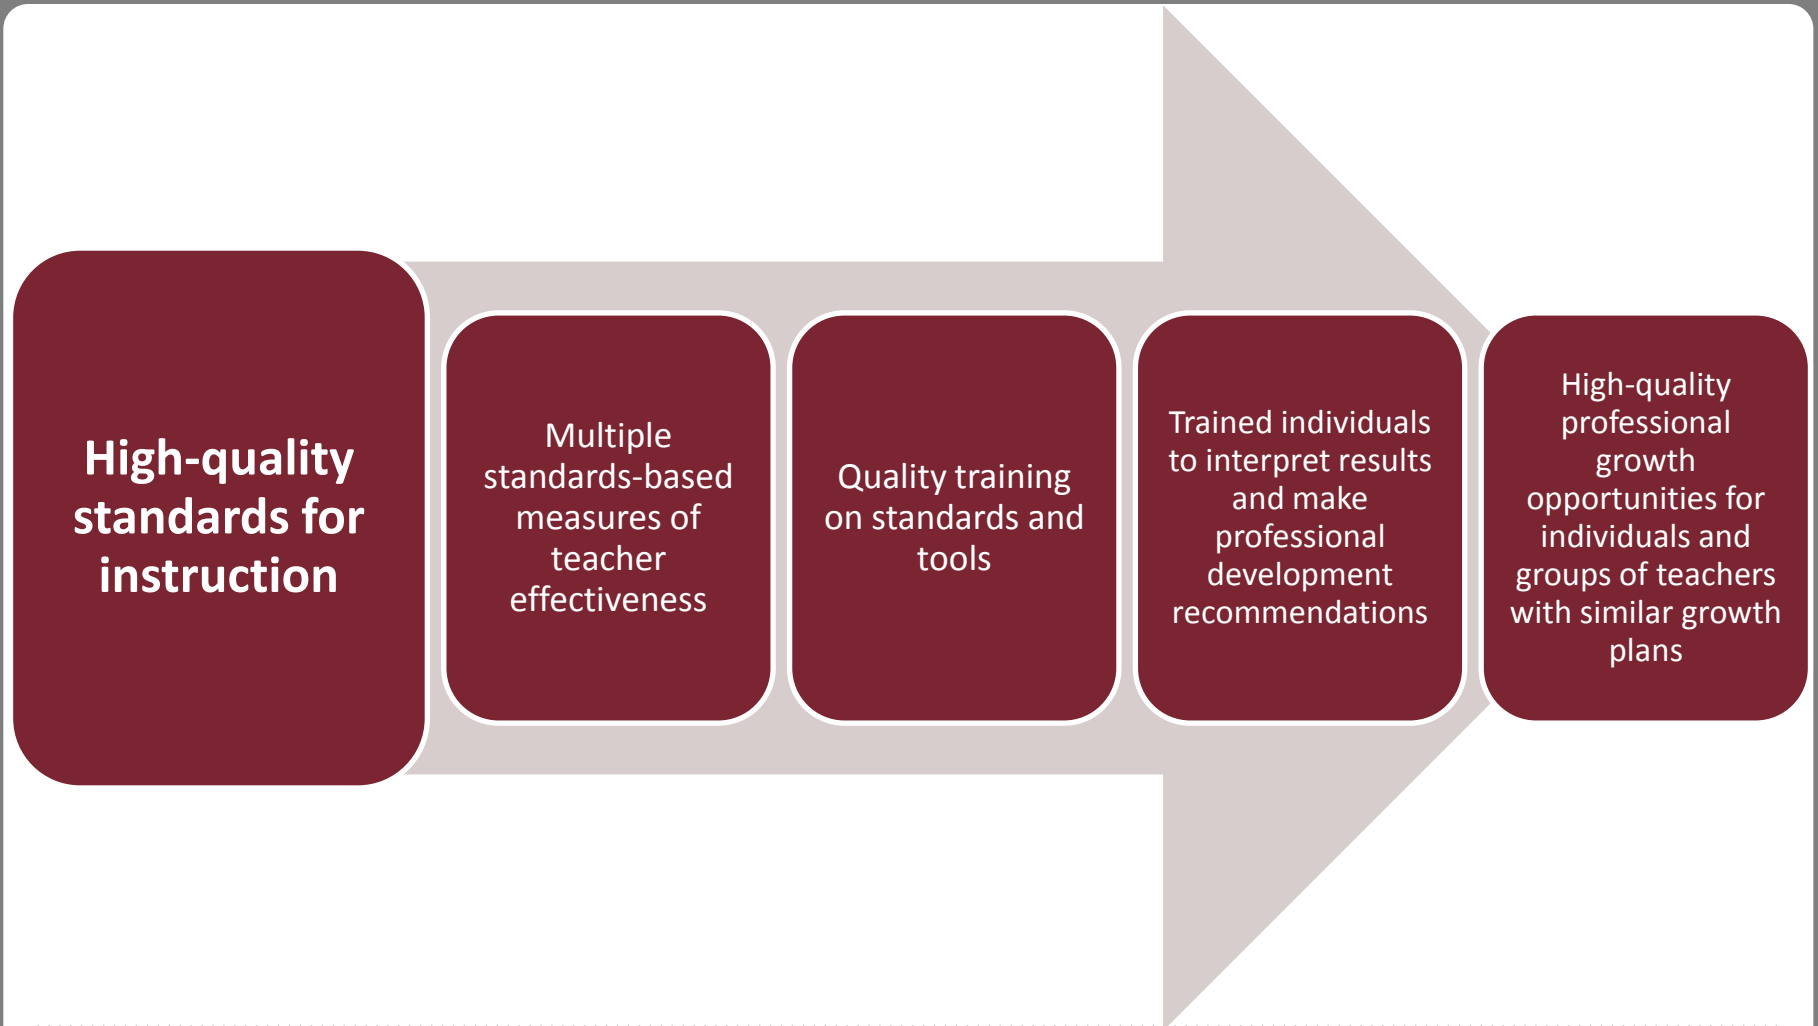 High-quality
standards for
instruction
Multiple
standards-based
measures of
teacher
effectiveness
Quality training
on standards and
tools
Trained individuals
to interpret results
and make
professional
development
recommendations
High-quality
professional
growth
opportunities for
individuals and
groups of teachers
with similar growth
plans